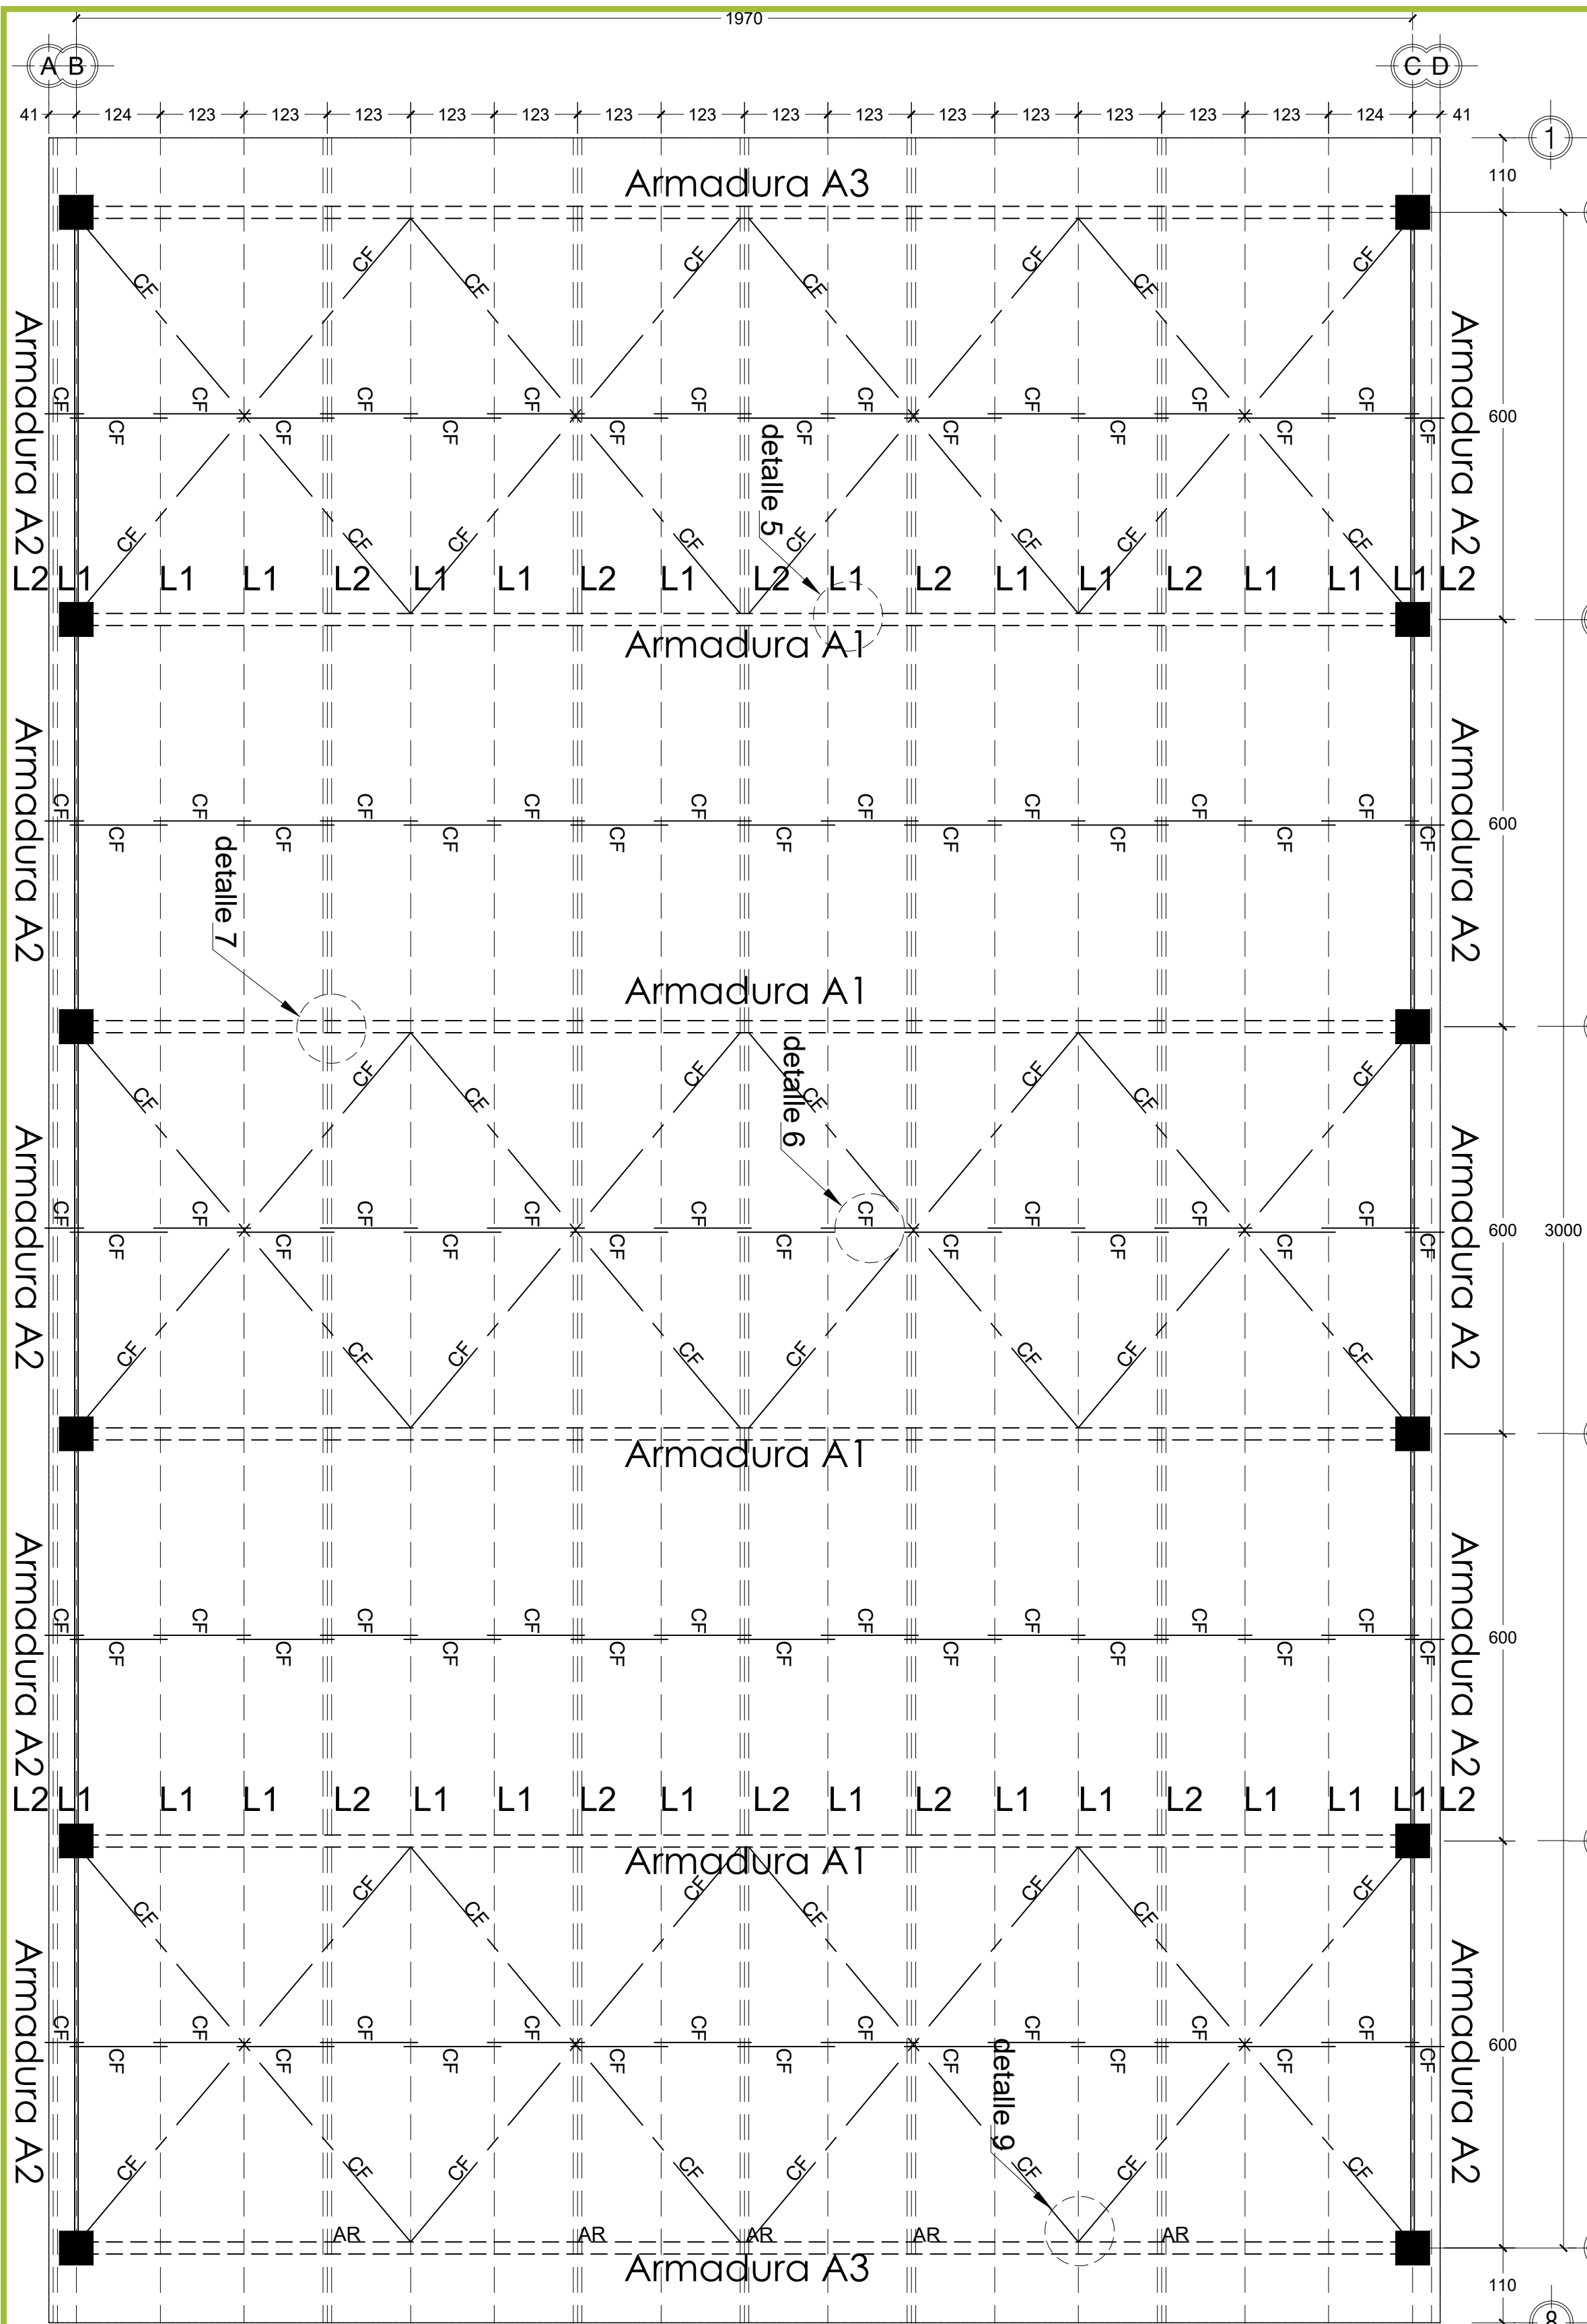 1970
A B C D
41 124 123 123 123 123 123 123 123 123 123 123 123 123 123 123 124 41
1
110
Armadura A3
CF CF CF CF CF CF CF CF
Armadura A2
Armadura A2
CF CF CF CF CF CF CF CF CF
600
CF CF CF CF CF CF CF CF CF
detalle 5
CF CF CF CF CF CF CF CF
L2 L1 L1 L1 L2 L1 L1 L2 L1 L2 L1 L2 L1 L1 L2 L1 L1 L1 L2
Armadura A1
Armadura A2
Armadura A2
CF CF CF CF CF CF CF CF CF
600
CF CF CF CF CF CF CF CF CF
detalle 7
Armadura A1
detalle 6
CF CF CF CF CF CF CF CF
Armadura A2
Armadura A2
CF CF CF CF CF CF CF CF CF
600
3000
CF CF CF CF CF CF CF CF CF
CF CF CF CF CF CF CF CF
Armadura A1
Armadura A2
Armadura A2
CF CF CF CF CF CF CF CF CF
600
CF CF CF CF CF CF CF CF CF
L2 L1 L1 L1 L2 L1 L1 L2 L1 L2 L1 L2 L1 L1 L2 L1 L1 L1 L2
Armadura A1
CF CF CF CF CF CF CF CF
Armadura A2
Armadura A2
CF CF CF CF CF CF CF CF CF
600
CF CF CF CF CF CF CF CF CF
detalle 9
CF CF CF CF CF CF CF CF
AR AR AR AR AR
Armadura A3
110
8